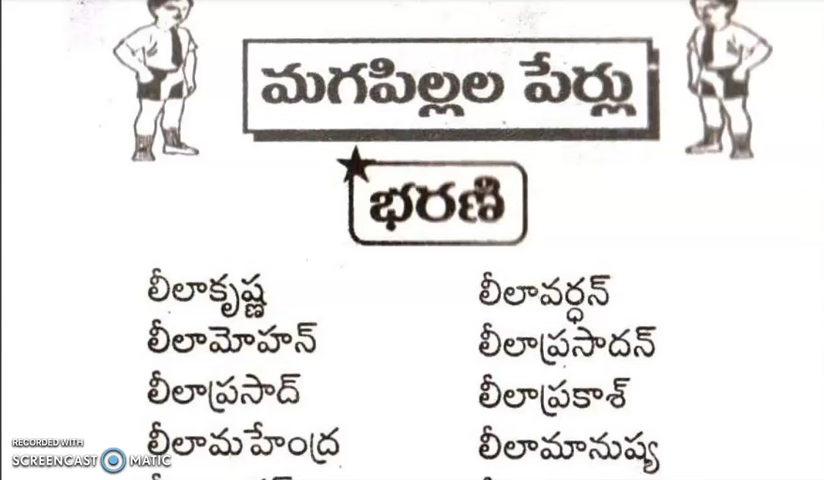 మగపిల్లల పేర్లు
భరణి
లీలాకృష్ణ లీలావర్ధన్
లీలామోహన్ లీలాప్రసాదన్
లీలాప్రసాద్ లీలాప్రకాశ్
లీలామహేంద్ర లీలామానుష్య
RECORDED WITH
SCREENCAST MATIC